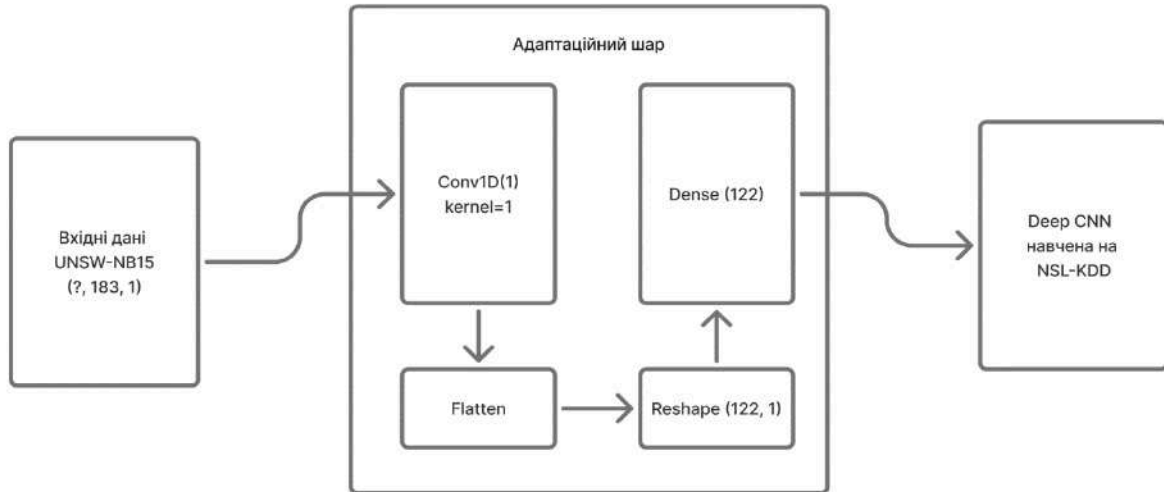 Адаптаційний шар
Вхідні дані
UNSW-NB15
(?, 183, 1)
Conv1D(1)
kernel=1
Flatten
Reshape (122, 1)
Dense (122)
Deep CNN
навчена на
NSL-KDD